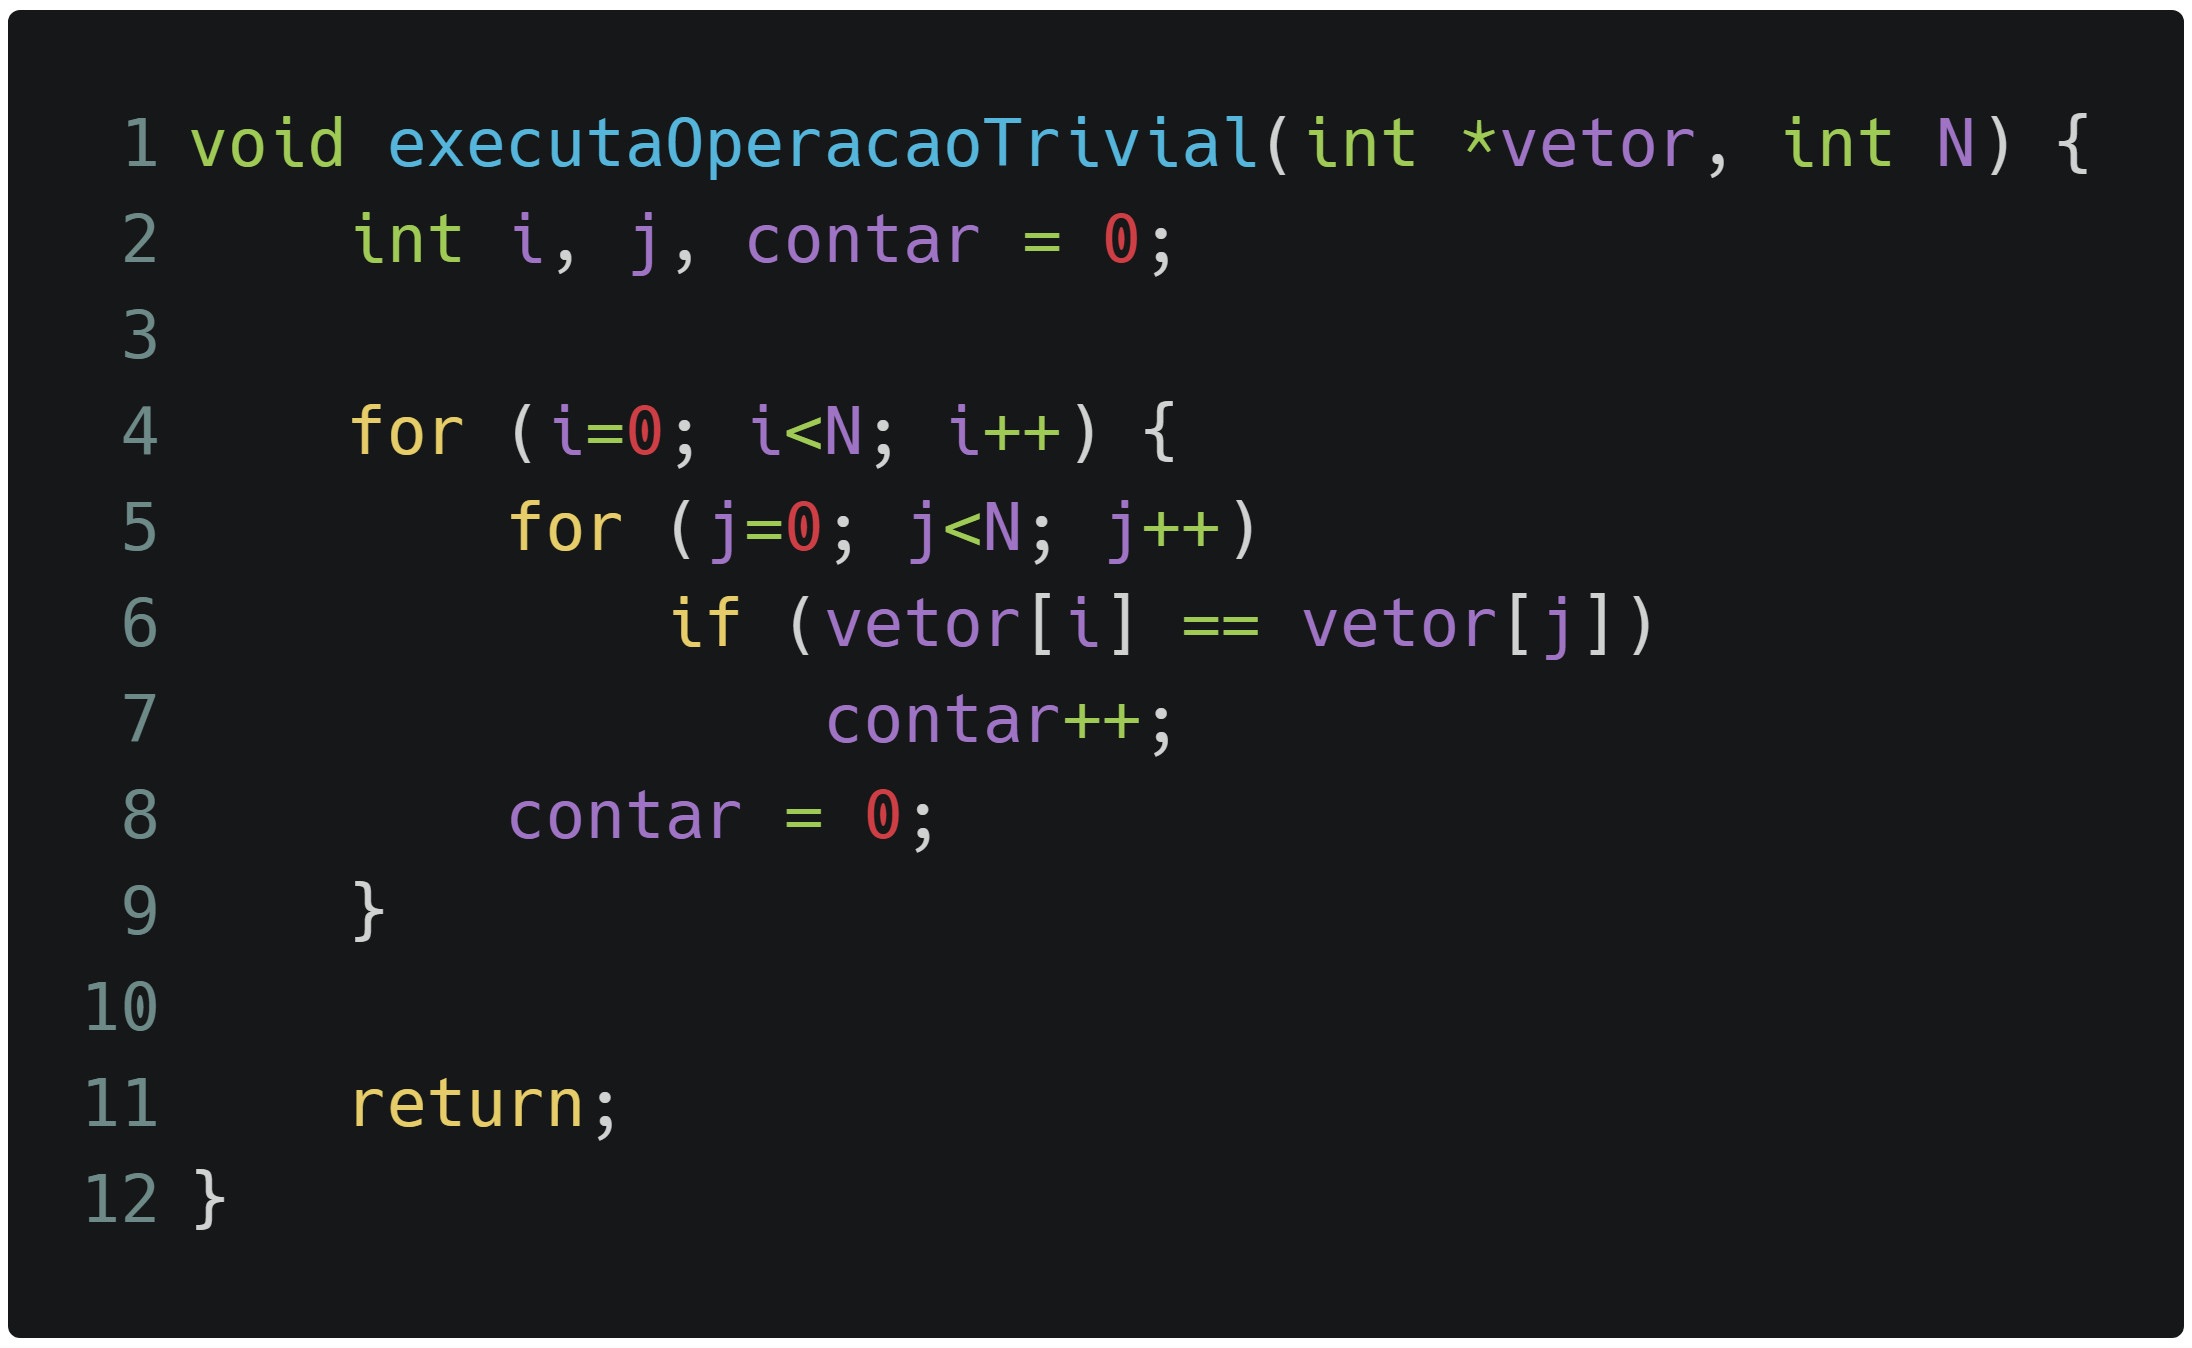 1 void executaOperacaoTrivial(int *vetor, int N) {
2     int i, j, contar = 0;
3
4     for (i=0; i<N; i++) {
5         for (j=0; j<N; j++)
6             if (vetor[i] == vetor[j])
7                 contar++;
8         contar = 0;
9     }
10
11     return;
12 }